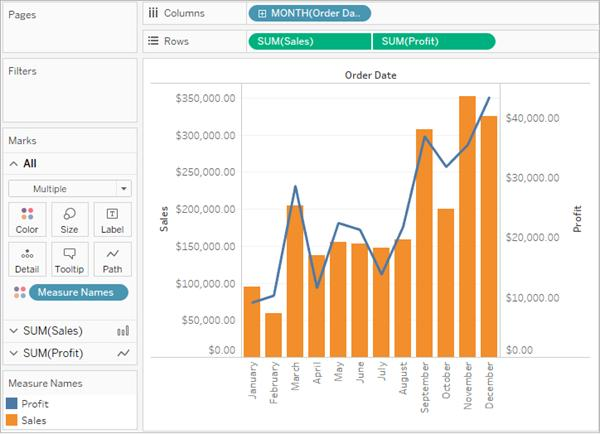 Pages
Columns
MONTH(Order Da..
Rows
SUM(Sales)
SUM(Profit)
Filters
Marks
All
Multiple
Color
Size
Label
Detail
Tooltip
Path
Measure Names
SUM(Sales)
SUM(Profit)
Measure Names
Profit
Sales
Order Date
Sales
$350,000.00
$300,000.00
$250,000.00
$200,000.00
$150,000.00
$100,000.00
$50,000.00
$0.00
Profit
$40,000.00
$30,000.00
$20,000.00
$10,000.00
$0.00
January
February
March
April
May
June
July
August
September
October
November
December